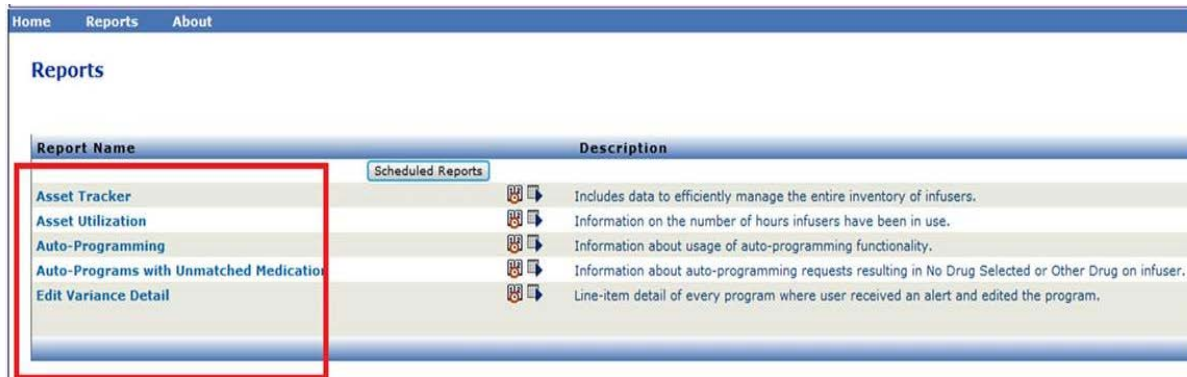 Home Reports About
Reports
Report Name Description
Scheduled Reports
Asset Tracker Includes data to efficiently manage the entire inventory of infusers.
Asset Utilization Information on the number of hours infusers have been in use.
Auto-Programming Information about usage of auto-programming functionality.
Auto-Programs with Unmatched Medication Information about auto-programming requests resulting in No Drug Selected or Other Drug on infuser.
Edit Variance Detail Line-item detail of every program where user received an alert and edited the program.